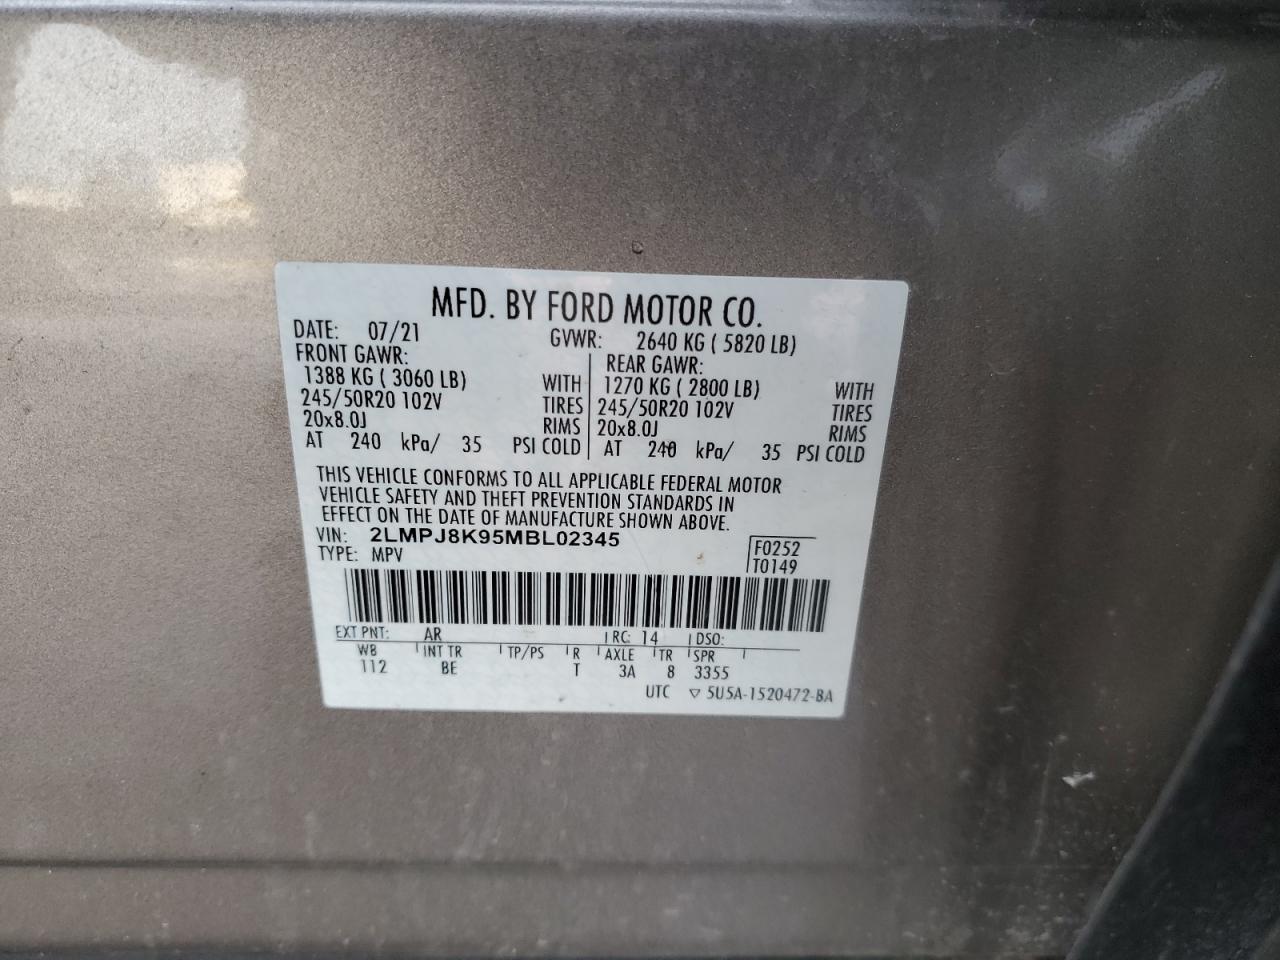 MFD. BY FORD MOTOR CO.
DATE: 07/21 GVWR: 2640 KG ( 5820 LB)
FRONT GAWR: REAR GAWR:
1388 KG ( 3060 LB) WITH 1270 KG ( 2800 LB) WITH
245/50R20 102V TIRES 245/50R20 102V TIRES
20x8.0J RIMS 20x8.0J RIMS
AT 240 kPa/ 35 PSI COLD AT 240 kPa/ 35 PSI COLD
THIS VEHICLE CONFORMS TO ALL APPLICABLE FEDERAL MOTOR
VEHICLE SAFETY AND THEFT PREVENTION STANDARDS IN
EFFECT ON THE DATE OF MANUFACTURE SHOWN ABOVE.
VIN: 2LMPJ8K95MBL02345 F0252
TYPE: MPV T0149
EXT PNT: AR RC: 14 DSO:
WB INT TR TP/PS R AXLE TR SPR
112 BE T 3A 8 3355
UTC ▽ 5U5A-1520472-BA